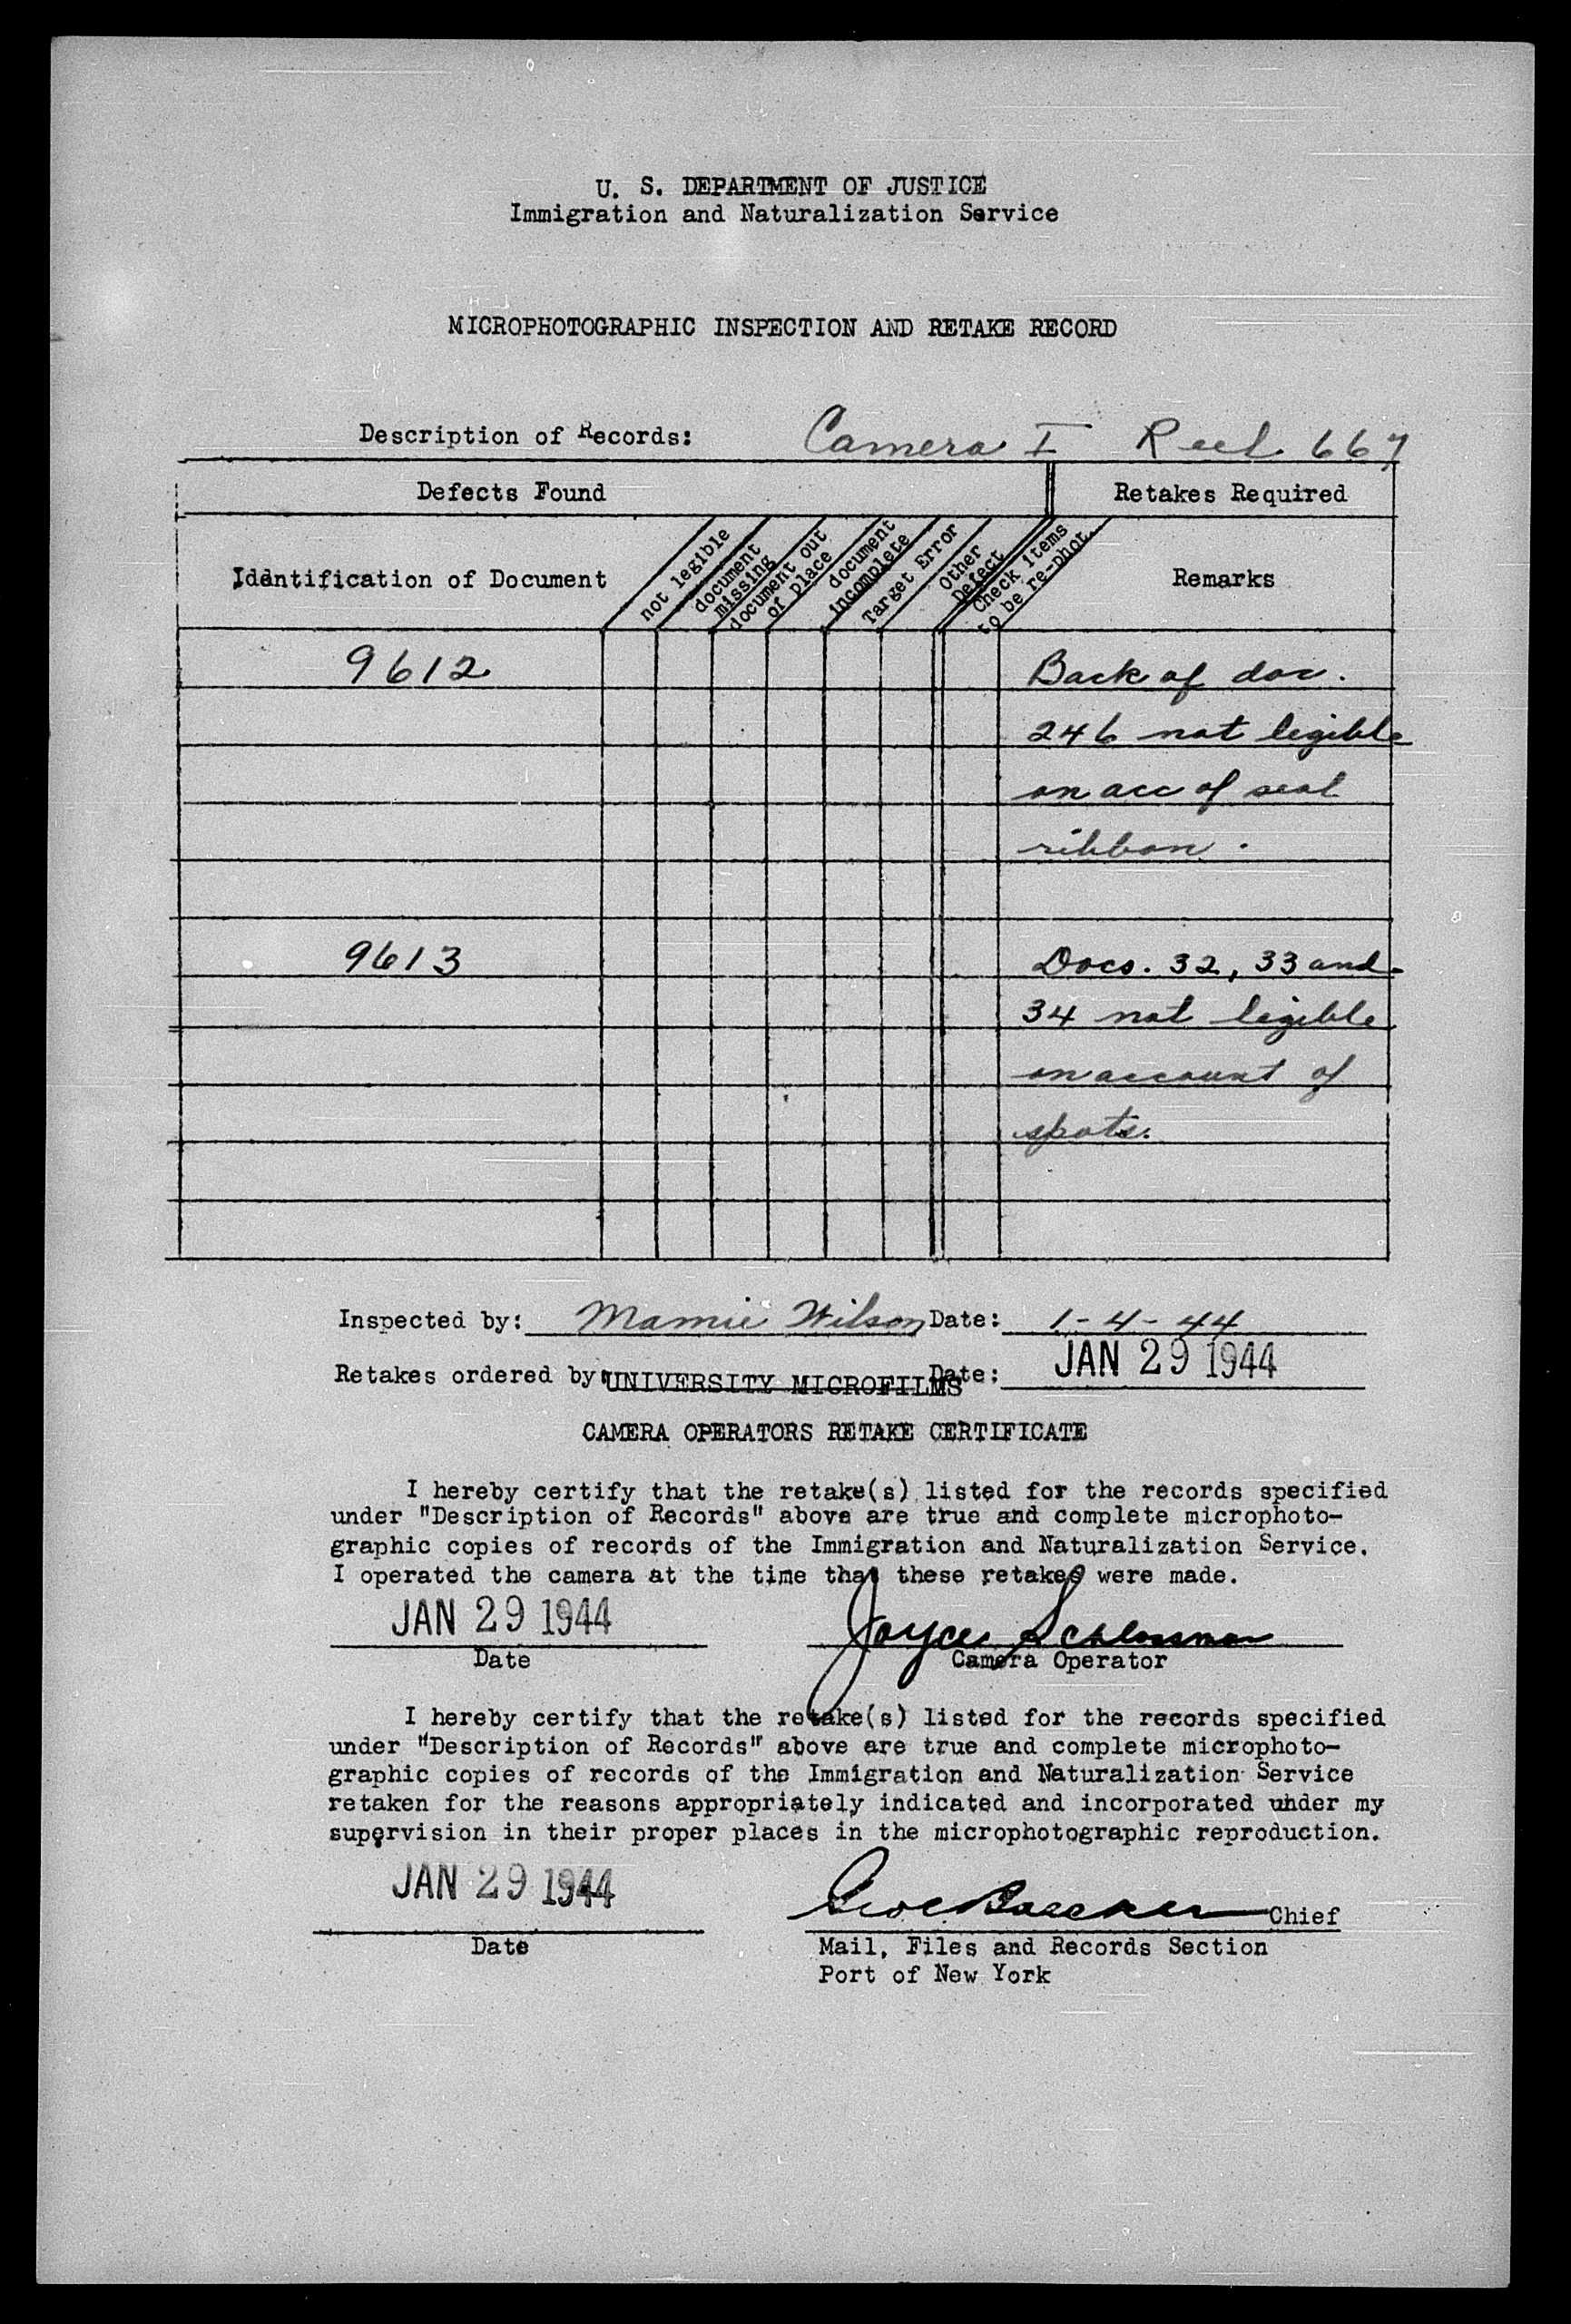 U. S. DEPARTMENT OF JUSTICE
Immigration and Naturalization Service
MICROPHOTOGRAPHIC INSPECTION AND RETAKE RECORD
Description of Records: Camera I Reel 667
Defects Found
Retakes Required
Identification of Document
not legible
document
missing
document out
of place
document
incomplete
Target Error
Other
Defect
Check items
to be re-phot.
Remarks
9612 Back of doc.
246 not legible
on acc of seal
ribbon.
9613 Docs. 32, 33 and
34 not legible
on account of
spots.
Inspected by: Mamie Wilson Date: 1-4-44
Retakes ordered by: UNIVERSITY MICROFILMS Date: JAN 29 1944
CAMERA OPERATORS RETAKE CERTIFICATE
I hereby certify that the retake(s) listed for the records specified
under "Description of Records" above are true and complete microphoto-
graphic copies of records of the Immigration and Naturalization Service.
I operated the camera at the time that these retakes were made.
JAN 29 1944 Joyce Schlossman
Date Camera Operator
I hereby certify that the retake(s) listed for the records specified
under "Description of Records" above are true and complete microphoto-
graphic copies of records of the Immigration and Naturalization Service
retaken for the reasons appropriately indicated and incorporated under my
supervision in their proper places in the microphotographic reproduction.
JAN 29 1944
Chief
Date Mail, Files and Records Section
Port of New York